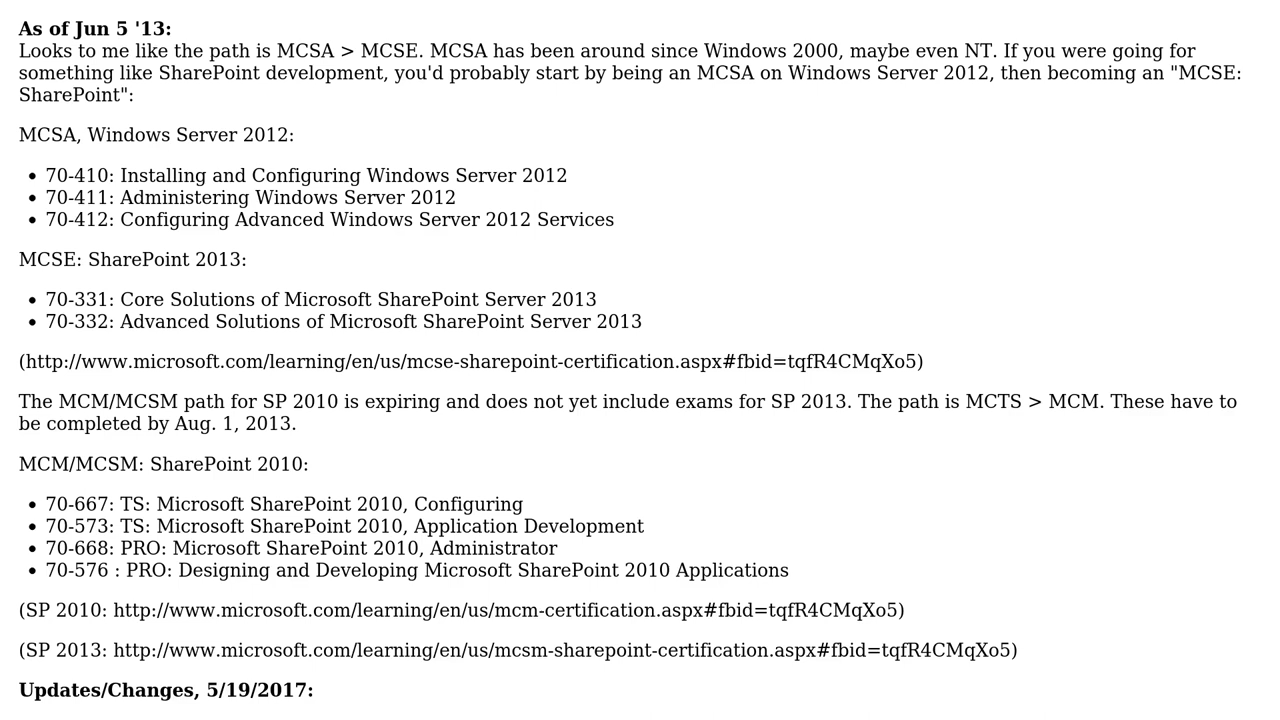 As of Jun 5 '13:
Looks to me like the path is MCSA > MCSE. MCSA has been around since Windows 2000, maybe even NT. If you were going for
something like SharePoint development, you'd probably start by being an MCSA on Windows Server 2012, then becoming an "MCSE:
SharePoint":
MCSA, Windows Server 2012:
• 70-410: Installing and Configuring Windows Server 2012
• 70-411: Administering Windows Server 2012
• 70-412: Configuring Advanced Windows Server 2012 Services
MCSE: SharePoint 2013:
• 70-331: Core Solutions of Microsoft SharePoint Server 2013
• 70-332: Advanced Solutions of Microsoft SharePoint Server 2013
(http://www.microsoft.com/learning/en/us/mcse-sharepoint-certification.aspx#fbid=tqfR4CMqXo5)
The MCM/MCSM path for SP 2010 is expiring and does not yet include exams for SP 2013. The path is MCTS > MCM. These have to
be completed by Aug. 1, 2013.
MCM/MCSM: SharePoint 2010:
• 70-667: TS: Microsoft SharePoint 2010, Configuring
• 70-573: TS: Microsoft SharePoint 2010, Application Development
• 70-668: PRO: Microsoft SharePoint 2010, Administrator
• 70-576 : PRO: Designing and Developing Microsoft SharePoint 2010 Applications
(SP 2010: http://www.microsoft.com/learning/en/us/mcm-certification.aspx#fbid=tqfR4CMqXo5)
(SP 2013: http://www.microsoft.com/learning/en/us/mcsm-sharepoint-certification.aspx#fbid=tqfR4CMqXo5)
Updates/Changes, 5/19/2017: